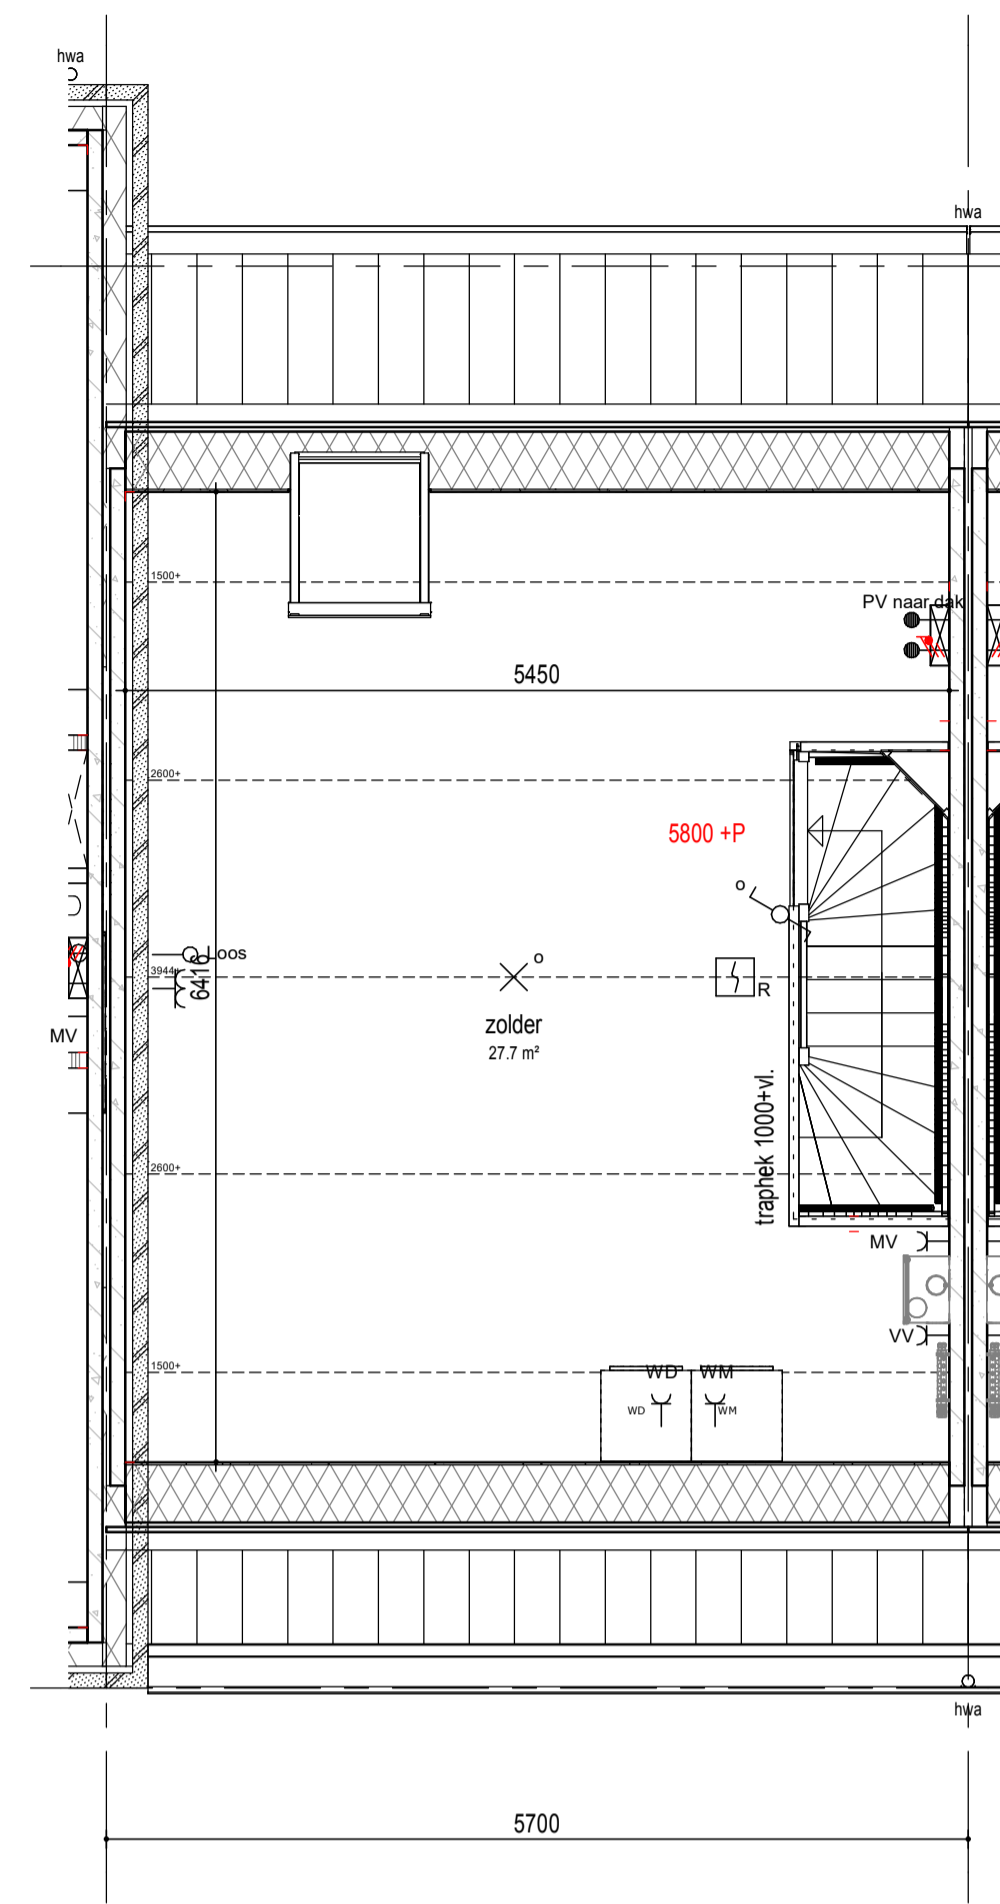 hwa
hwa
1500+
PV naar dak
5450
2600+
5800 +P
o
Loos
3944+
6416
o
R
zolder
27.7 m²
MV
traphek 1000+vl.
2600+
MV
VV
1500+
WD WM
WD WM
hwa
5700